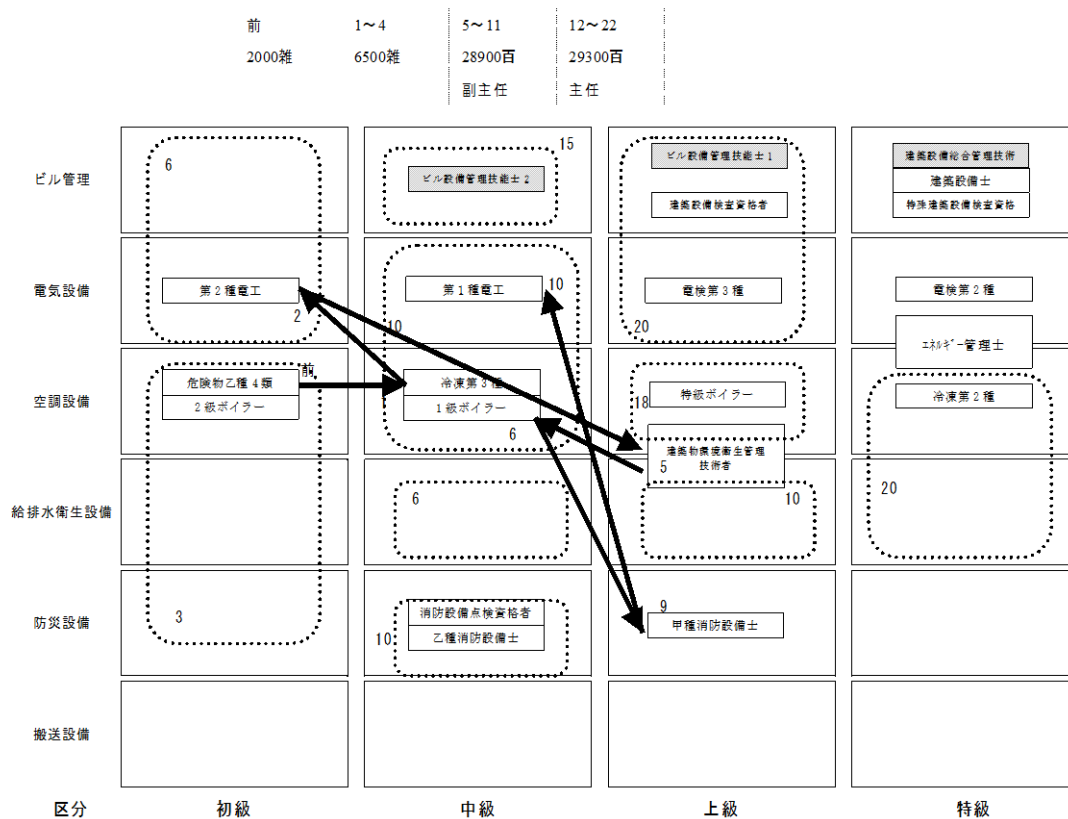 前 1～4 5～11 12～22
2000雑 6500雑 28900百 29300百
副主任 主任
ビル管理
6
15
ビル設備管理技能士2
ビル設備管理技能士1
建築設備検査資格者
建築設備総合管理技術
建築設備士
特殊建築設備検査資格
電気設備
第2種電工
2
第1種電工
10
10
電検第3種
20
電検第2種
エネルギー管理士
空調設備
前
危険物乙種4類
2級ボイラー
冷凍第3種
1
1級ボイラー
6
18
特級ボイラー
建築物環境衛生管理
技術者
5
冷凍第2種
給排水衛生設備
6
10
20
防災設備
3
10
消防設備点検資格者
乙種消防設備士
9
甲種消防設備士
搬送設備
区分 初級 中級 上級 特級